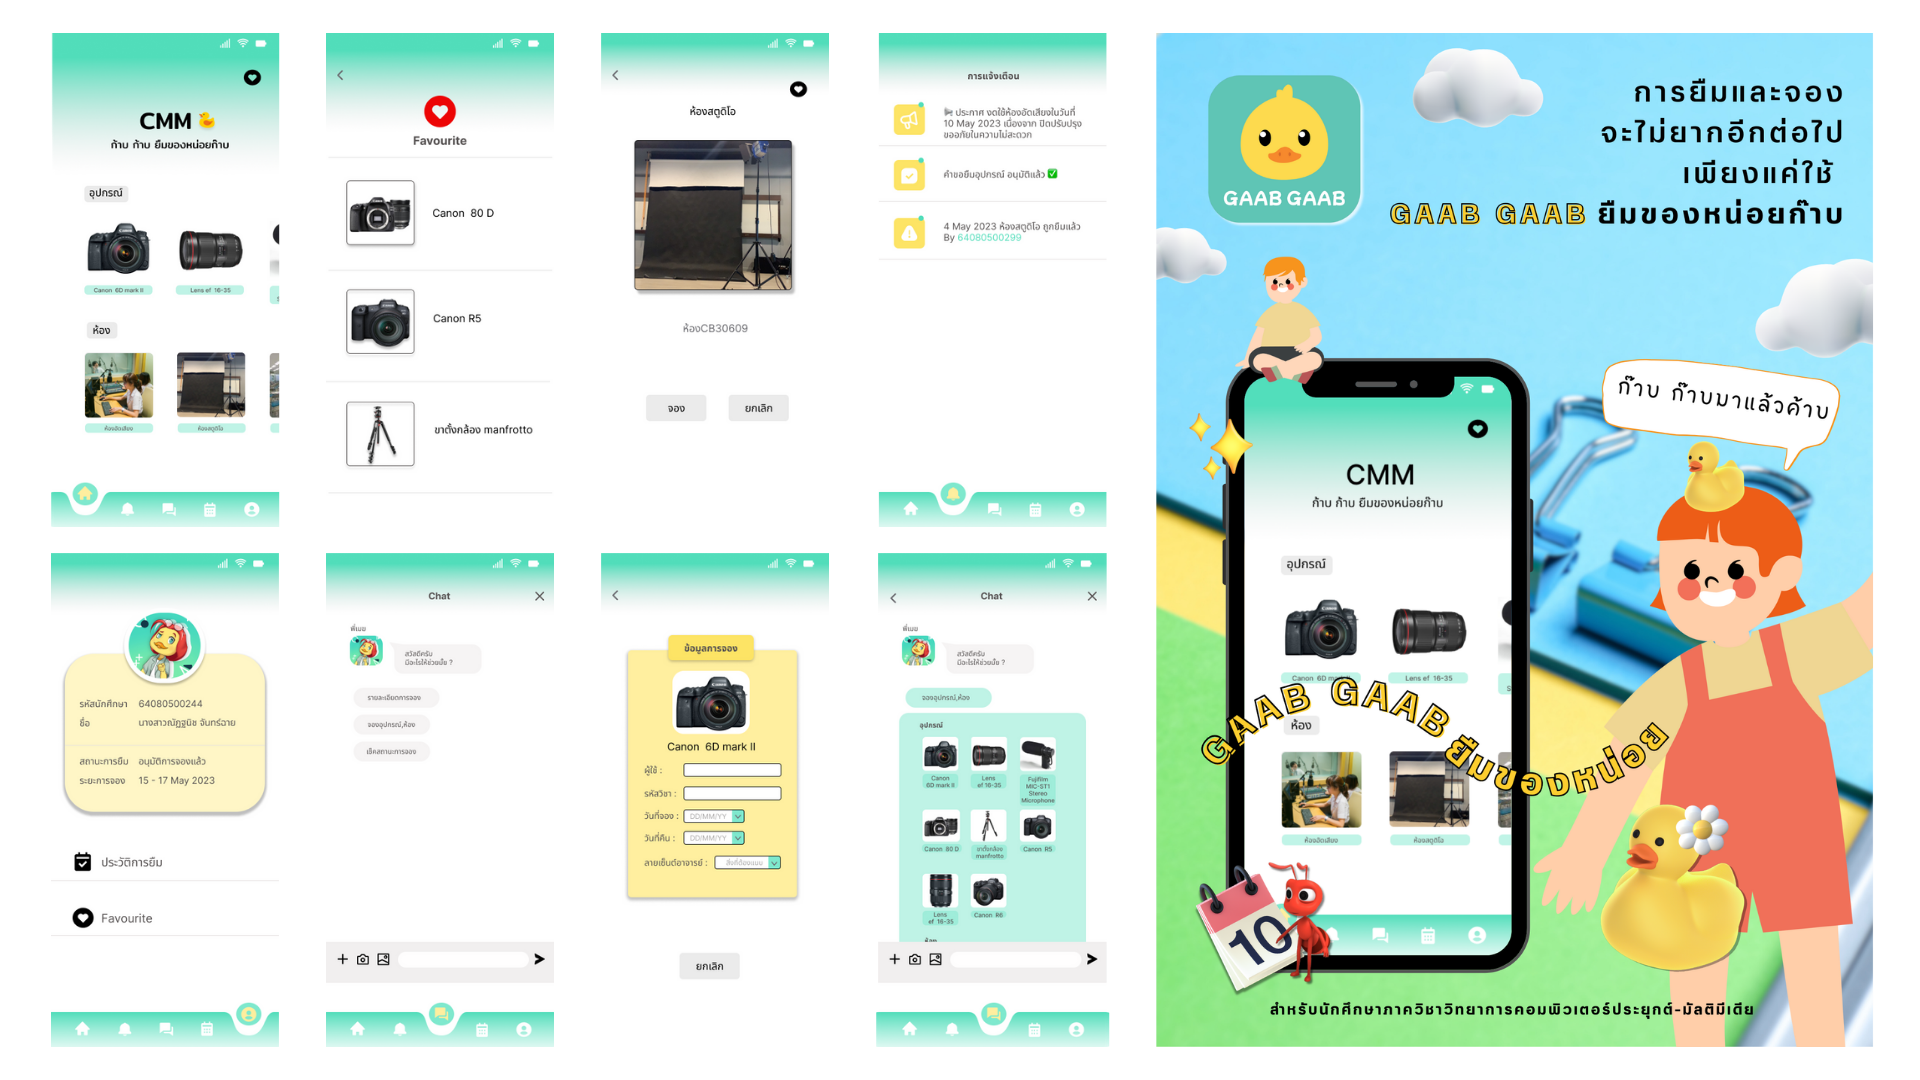 CMM
ก้าบ ก้าบ ยืมของหน่อยก๊าบ
อุปกรณ์
Canon 6D mark II
Lens ef 16-35
ห้อง
ห้องอัดเสียง
ห้องสตูดิโอ
Favourite
Canon 80 D
Canon R5
ขาตั้งกล้อง manfrotto
ห้องสตูดิโอ
ห้องCB30609
จอง
ยกเลิก
การแจ้งเตือน
ประกาศ งดใช้ห้องอัดเสียงในวันที่
10 May 2023 เนื่องจาก ปิดปรับปรุง
ขออภัยในความไม่สะดวก
คำขอยืมอุปกรณ์ อนุมัติแล้ว
4 May 2023 ห้องสตูดิโอ ถูกยืมแล้ว
By 64080500299
รหัสนักศึกษา 64080500244
ชื่อ นางสาวณัฏฐนิช จันทร์ฉาย
สถานะการยืม อนุมัติการจองแล้ว
ระยะการจอง 15 - 17 May 2023
ประวัติการยืม
Favourite
Chat
พี่เมย
สวัสดีครับ
มีอะไรให้ช่วยมั้ย ?
รายละเอียดการจอง
จองอุปกรณ์,ห้อง
เช็คสถานะการจอง
ข้อมูลการจอง
Canon 6D mark II
ผู้ใช้ :
รหัสวิชา :
วันที่จอง : DD/MM/YY
วันที่คืน : DD/MM/YY
ลายเซ็นต์อาจารย์ : สิ่งที่ต้องแนบ
ยกเลิก
Chat
พี่เมย
สวัสดีครับ
มีอะไรให้ช่วยมั้ย ?
จองอุปกรณ์,ห้อง
อุปกรณ์
Canon
6D mark II
Lens
ef 16-35
Fujifilm
MIC-ST1
Stereo
Microphone
Canon 80 D
ขาตั้งกล้อง
manfrotto
Canon R5
Lens
ef 16-35
Canon R6
ห้อง
GAAB GAAB
การยืมและจอง
จะไม่ยากอีกต่อไป
เพียงแค่ใช้
GAAB GAAB ยืมของหน่อยก๊าบ
ก๊าบ ก๊าบมาแล้วค้าบ
CMM
ก้าบ ก้าบ ยืมของหน่อยก๊าบ
อุปกรณ์
Canon 6D mark II
Lens ef 16-35
GAAB GAAB ยืมของหน่อย
ห้อง
ห้องอัดเสียง
ห้องสตูดิโอ
10
สำหรับนักศึกษาภาควิชาวิทยาการคอมพิวเตอร์ประยุกต์-มัลติมีเดีย